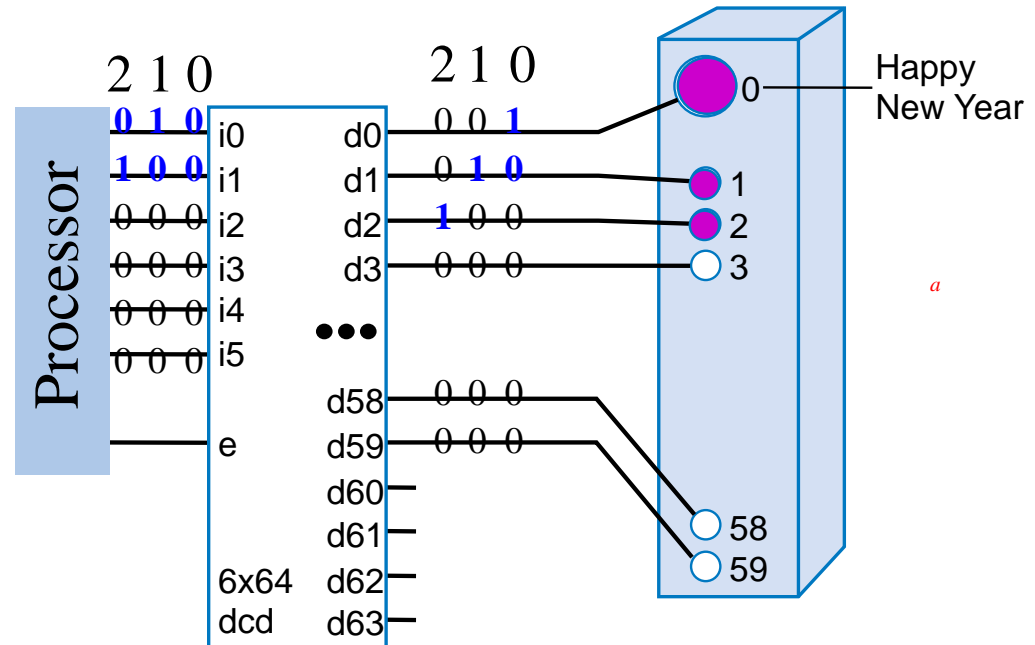 2 1 0
2 1 0
Happy
New Year
0
Processor
0 1 0
i0
d0
0 0 1
1 0 0
i1
d1
0 1 0
1
0 0 0
i2
d2
1 0 0
2
0 0 0
i3
d3
0 0 0
3
a
0 0 0
i4
0 0 0
i5
d58
0 0 0
e
d59
0 0 0
d60
d61
58
59
6x64
dcd
d62
d63